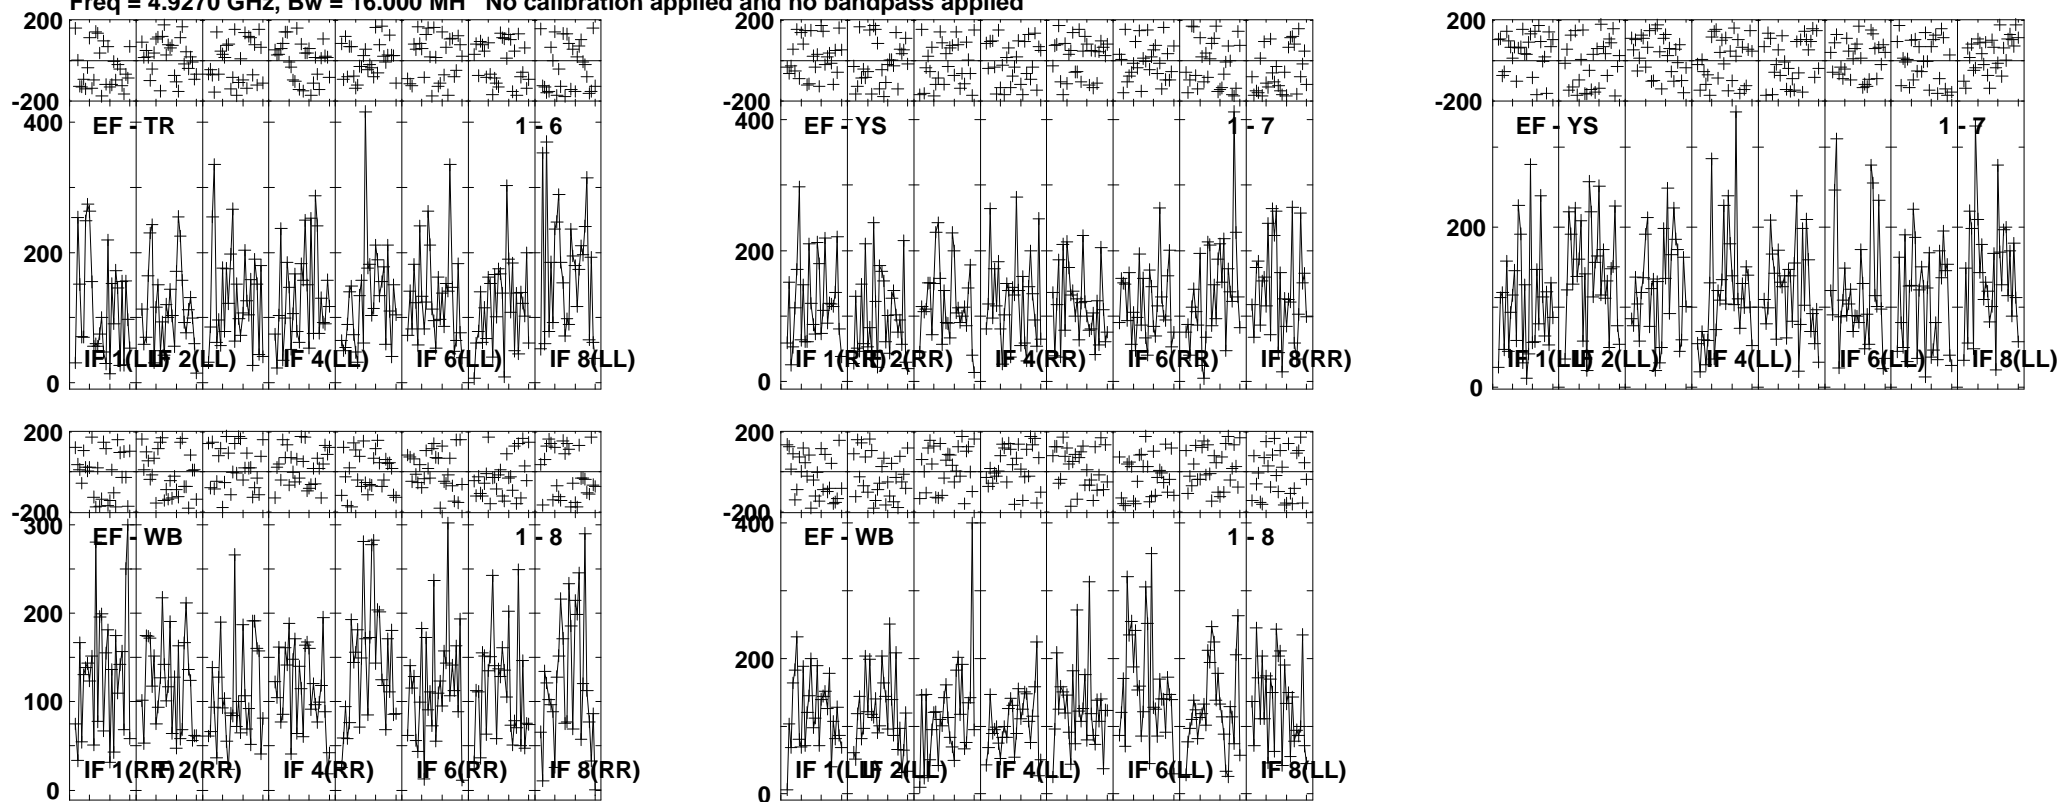 Freq = 4.9270 GHz, Bw = 16.000 MH No calibration applied and no bandpass applied
200
-200
400
200
0
EF - TR
1 - 6
IF 1(LL)
IF 2(LL)
IF 4(LL)
IF 6(LL)
IF 8(LL)
200
-200
400
200
0
EF - YS
1 - 7
IF 1(RR)
IF 2(RR)
IF 4(RR)
IF 6(RR)
IF 8(RR)
200
-200
200
0
EF - YS
1 - 7
IF 1(LL)
IF 2(LL)
IF 4(LL)
IF 6(LL)
IF 8(LL)
200
-200
300
200
100
0
EF - WB
1 - 8
IF 1(RR)
IF 2(RR)
IF 4(RR)
IF 6(RR)
IF 8(RR)
200
-200
400
200
0
EF - WB
1 - 8
IF 1(LL)
IF 2(LL)
IF 4(LL)
IF 6(LL)
IF 8(LL)